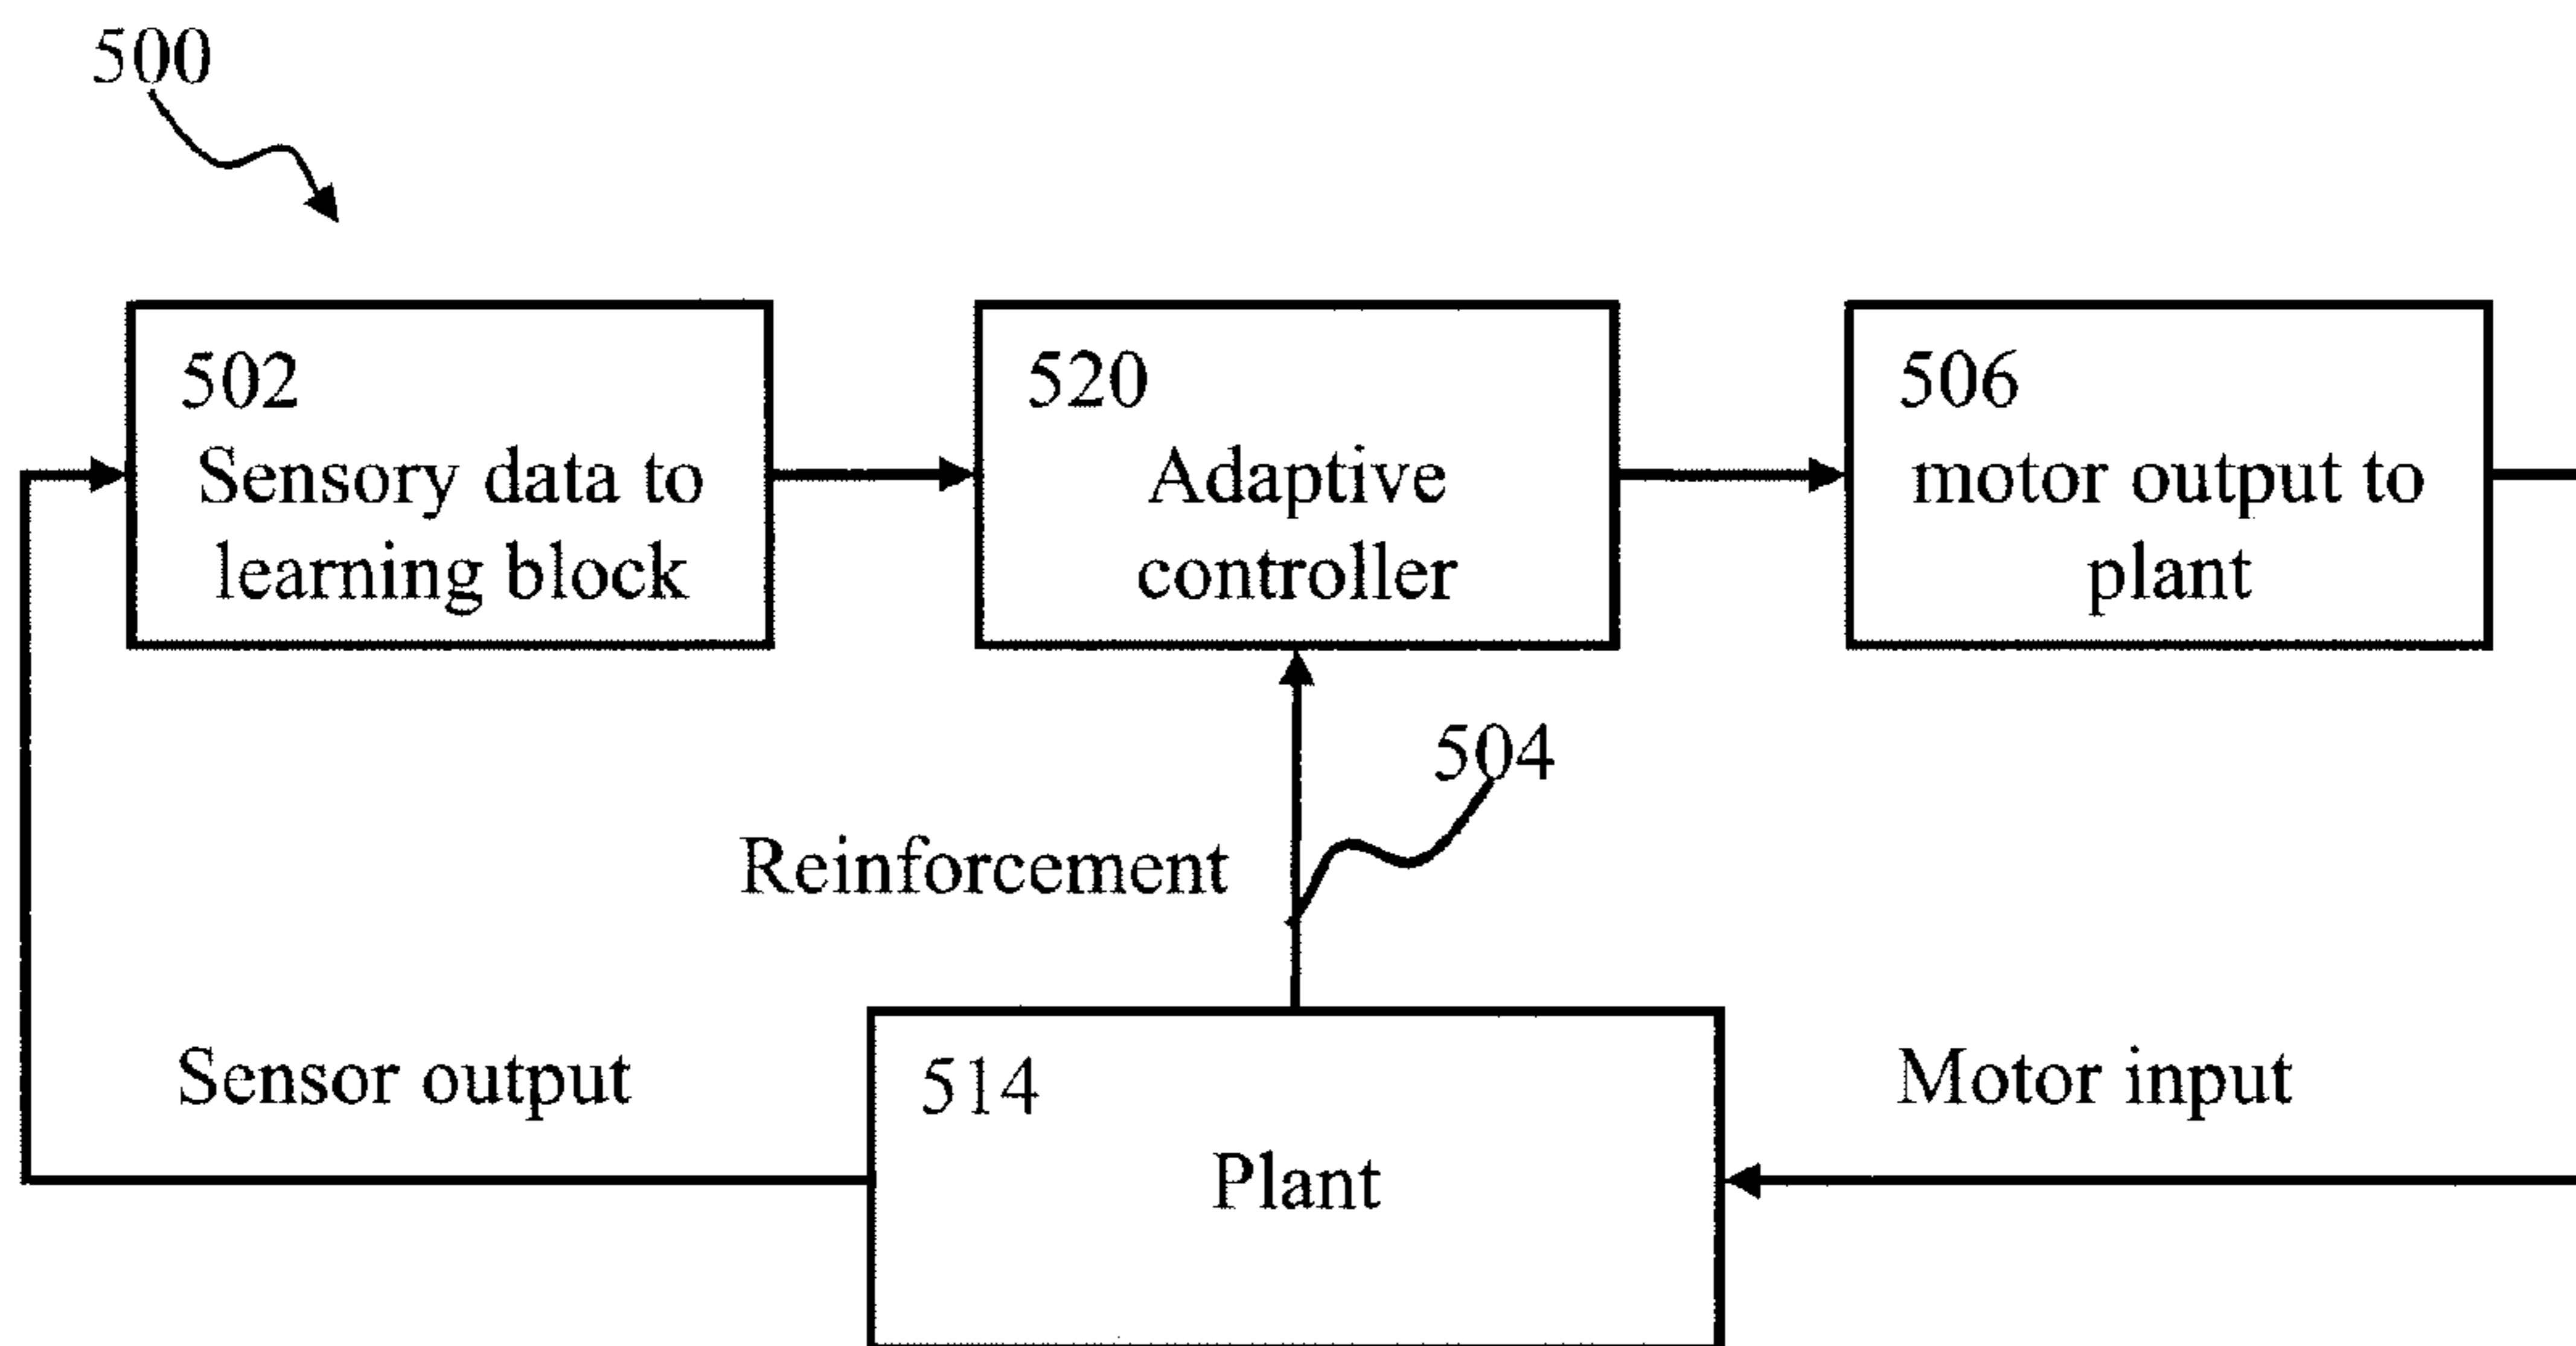 500
502
Sensory data to
learning block
520
Adaptive
controller
506
motor output to
plant
504
Reinforcement
Sensor output
514
Plant
Motor input